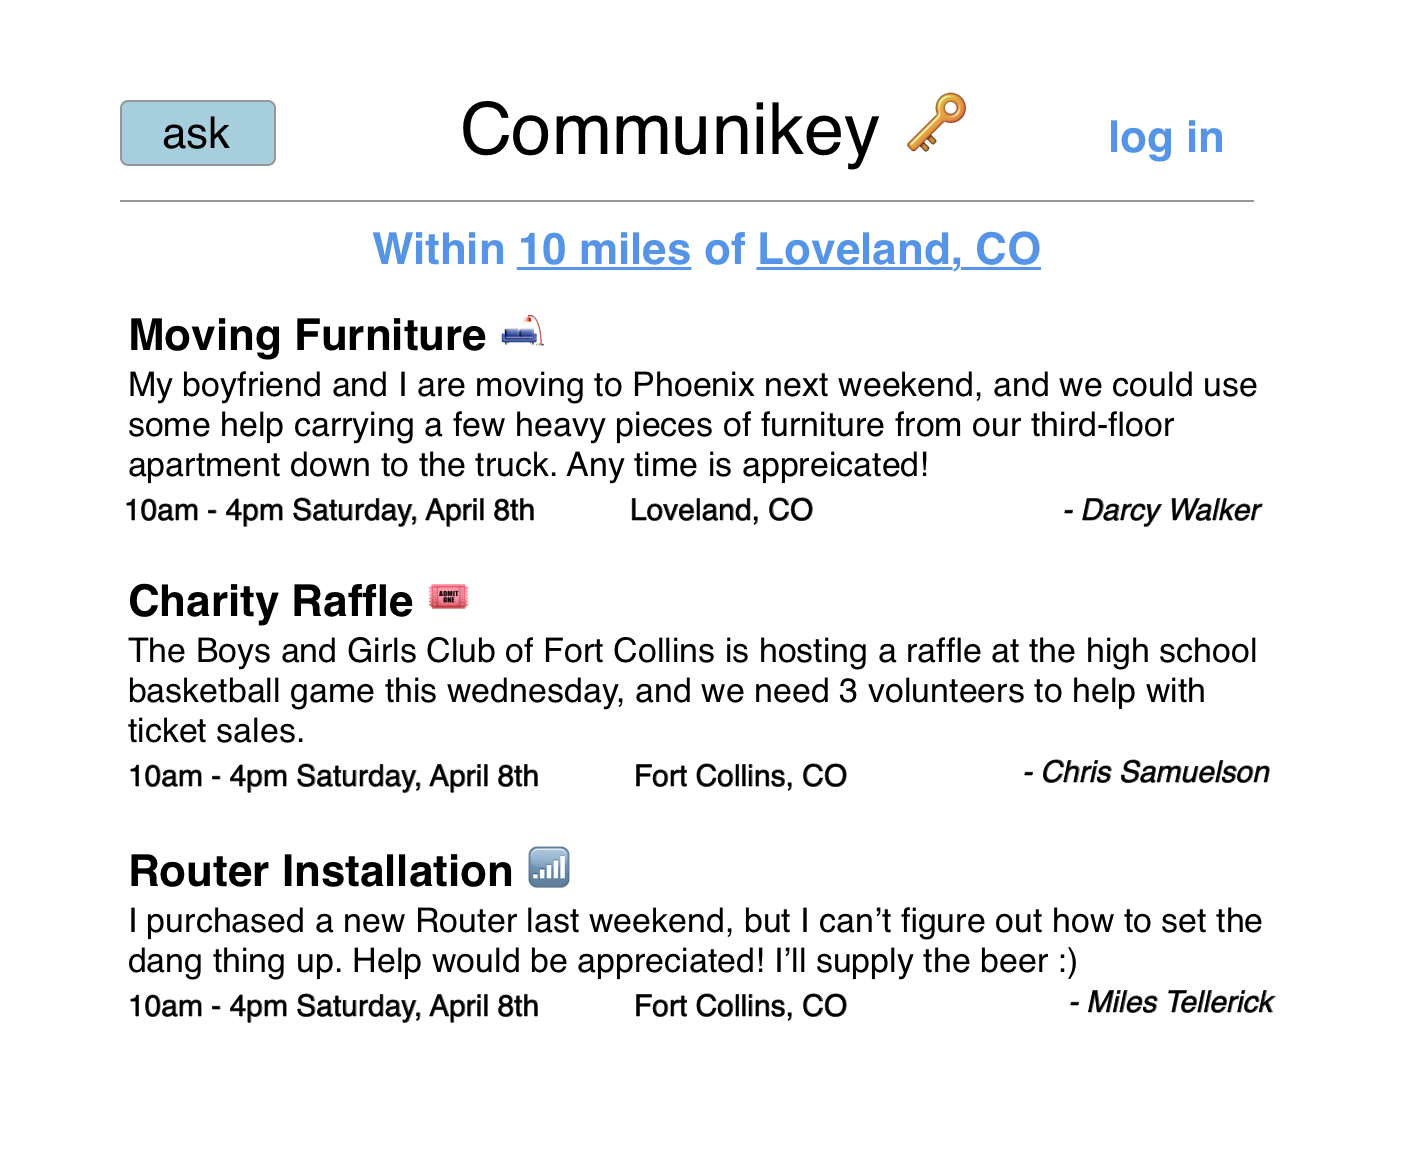 ask
Communikey
log in
Within 10 miles of Loveland, CO
Moving Furniture
My boyfriend and I are moving to Phoenix next weekend, and we could use
some help carrying a few heavy pieces of furniture from our third-floor
apartment down to the truck. Any time is appreicated!
10am - 4pm Saturday, April 8th Loveland, CO - Darcy Walker
Charity Raffle
ADMIT
ONE
The Boys and Girls Club of Fort Collins is hosting a raffle at the high school
basketball game this wednesday, and we need 3 volunteers to help with
ticket sales.
10am - 4pm Saturday, April 8th Fort Collins, CO - Chris Samuelson
Router Installation
I purchased a new Router last weekend, but I can’t figure out how to set the
dang thing up. Help would be appreciated! I’ll supply the beer :)
10am - 4pm Saturday, April 8th Fort Collins, CO - Miles Tellerick